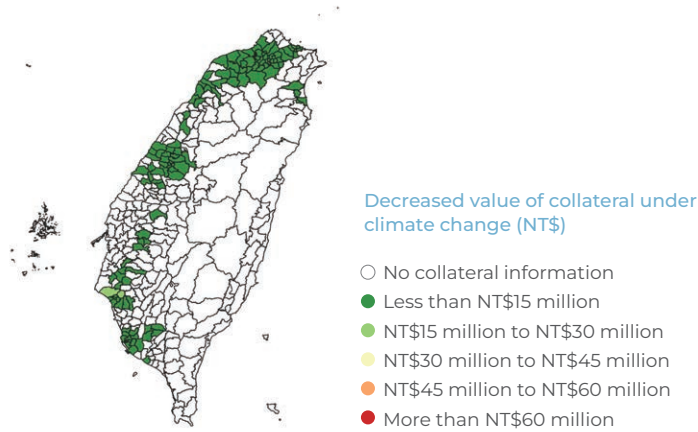 Decreased value of collateral under
climate change (NT$)
No collateral information
Less than NT$15 million
NT$15 million to NT$30 million
NT$30 million to NT$45 million
NT$45 million to NT$60 million
More than NT$60 million